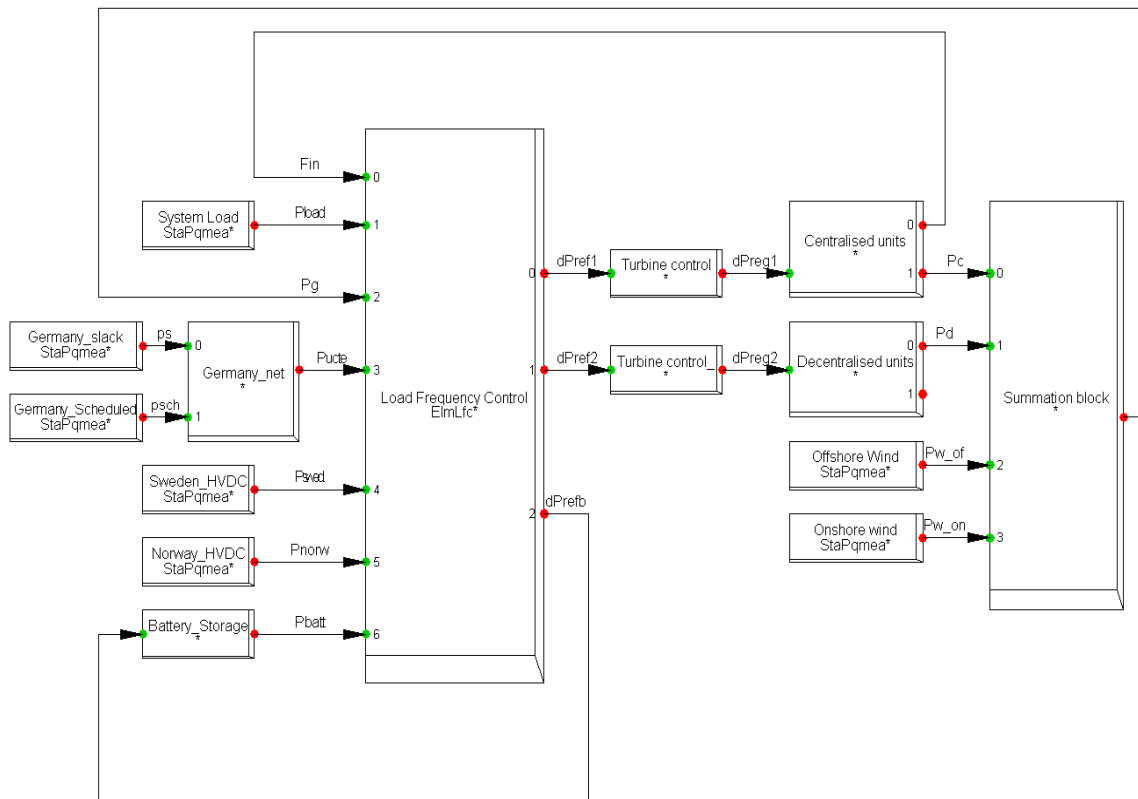 Fin
0
System Load
StaPqmea*
Pload
1
Pg
2
Germany_slack
StaPqmea*
ps
0
Germany_net
*
Pucte
3
Germany_Scheduled
StaPqmea*
psch
1
Sweden_HVDC
StaPqmea*
Pswed
4
Norway_HVDC
StaPqmea*
Pnorw
5
Battery_Storage
*
Pbatt
6
Load Frequency Control
ElmLfc*
0
1
2
dPref1
Turbine control
*
dPreg1
Centralised units
*
0
1
Pc
0
dPref2
Turbine control_
*
dPreg2
Decentralised units
*
0
1
Pd
1
dPrefb
Offshore Wind
StaPqmea*
Pw_of
2
Onshore wind
StaPqmea*
Pw_on
3
Summation block
*